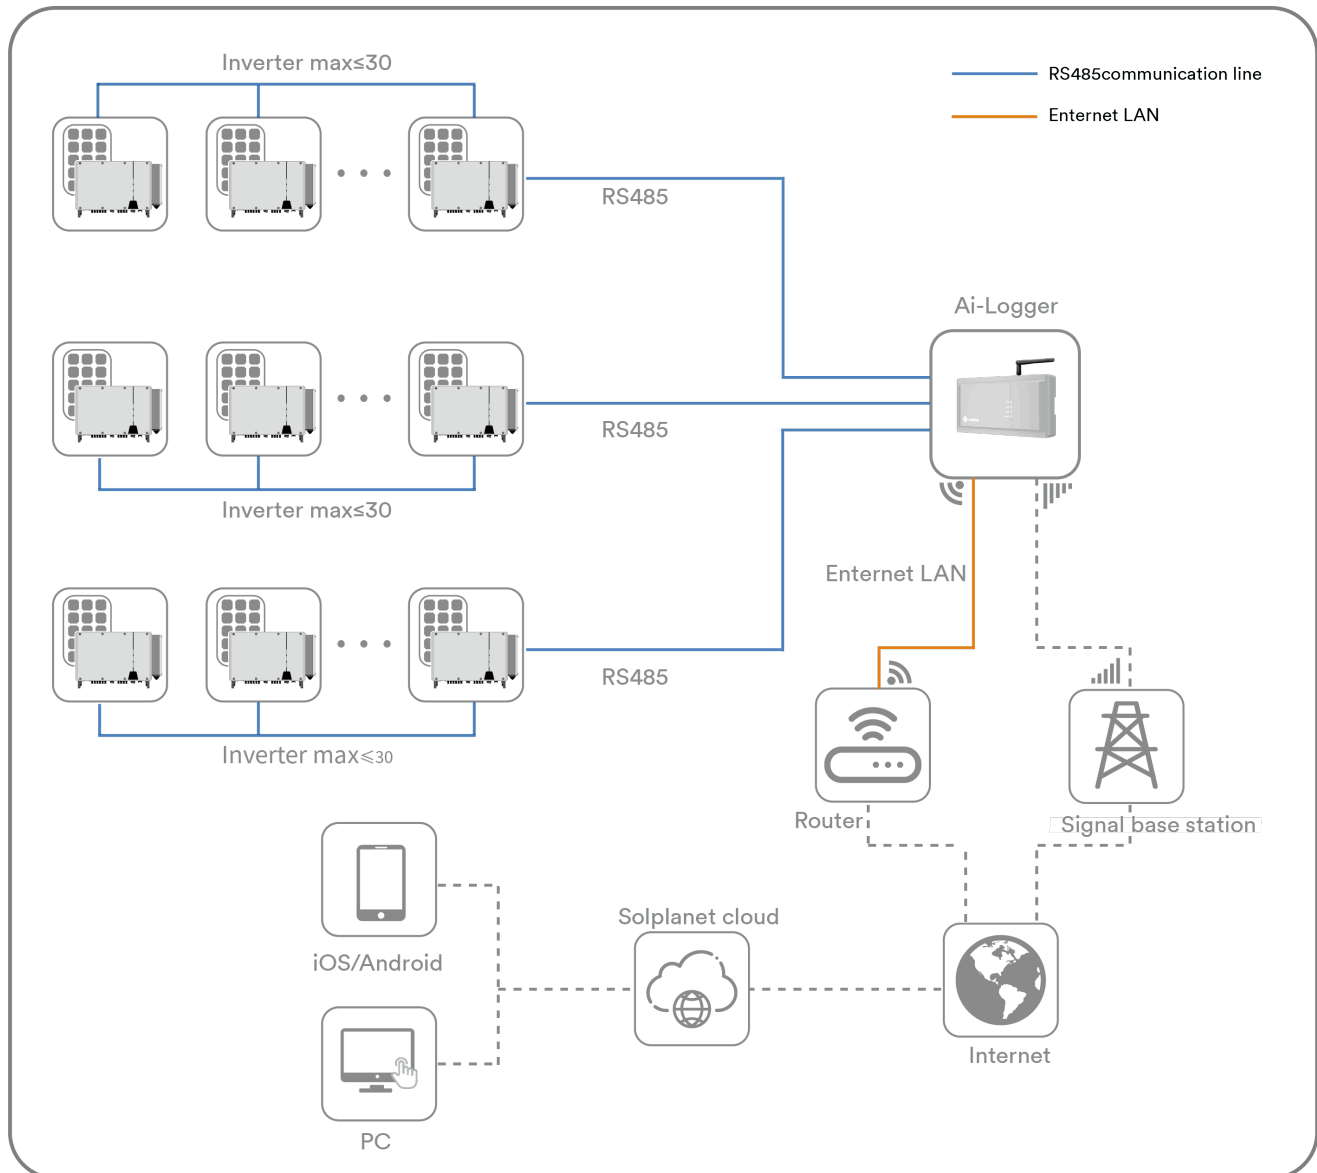 Inverter max≤30
RS485communication line
Enternet LAN
RS485
Ai-Logger
RS485
Inverter max≤30
Enternet LAN
RS485
Inverter max≤30
Router
Signal base station
Solplanet cloud
iOS/Android
Internet
PC